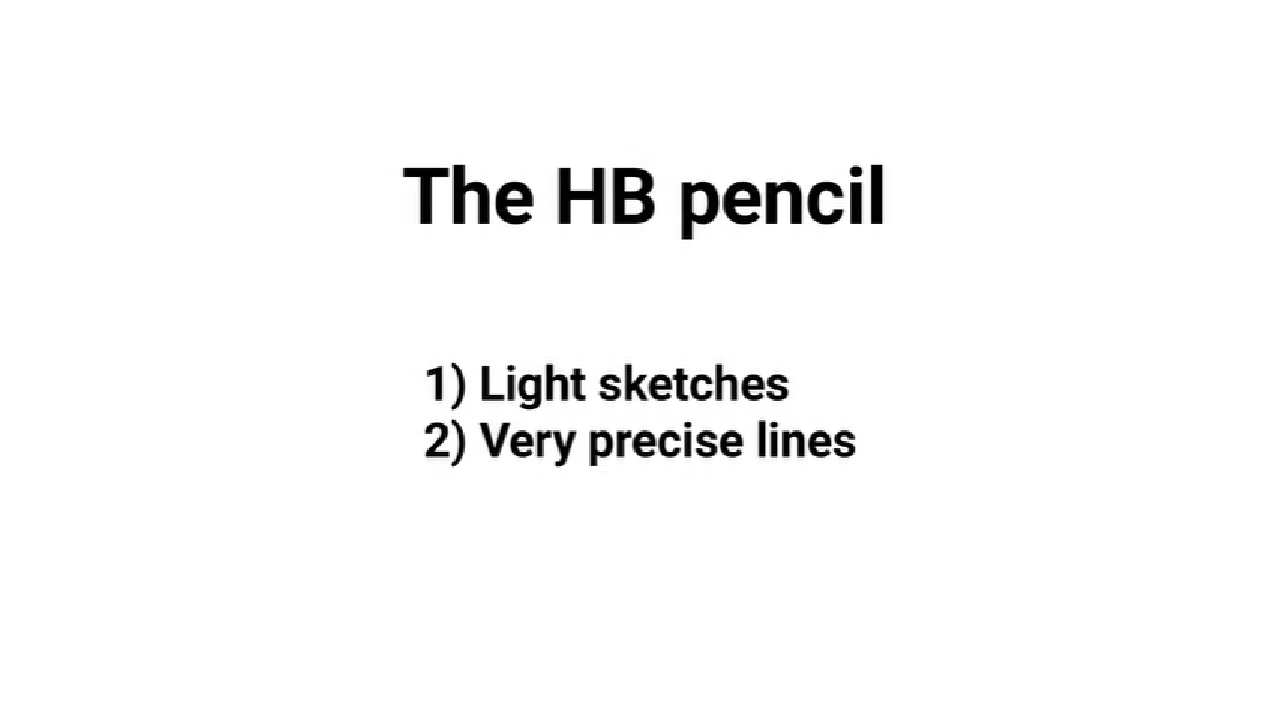 The HB pencil
1) Light sketches
2) Very precise lines